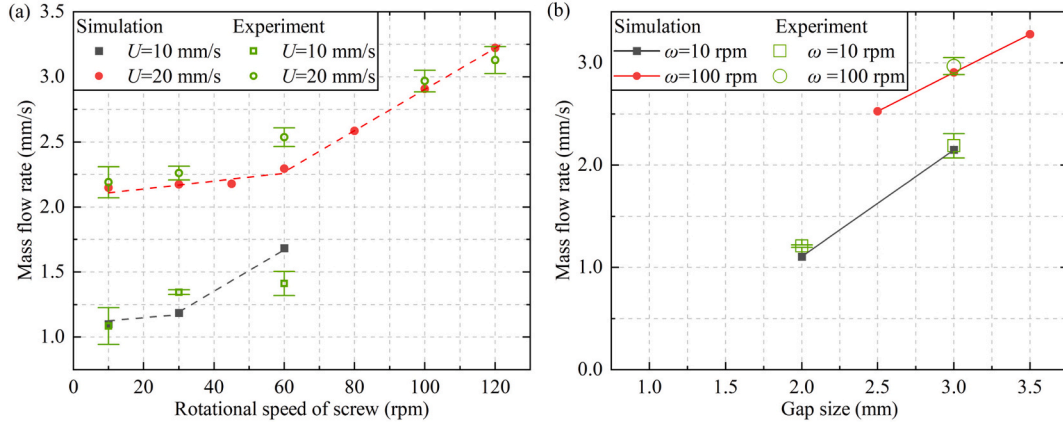 (a)
Simulation Experiment
U=10 mm/s U=10 mm/s
U=20 mm/s U=20 mm/s
3.5
3.0
2.5
2.0
1.5
1.0
Mass flow rate (mm/s)
0 20 40 60 80 100 120
Rotational speed of screw (rpm)
(b)
Simulation Experiment
ω=10 rpm ω=10 rpm
ω=100 rpm ω=100 rpm
3.0
2.0
1.0
0.0
Mass flow rate (mm/s)
1.0 1.5 2.0 2.5 3.0 3.5
Gap size (mm)